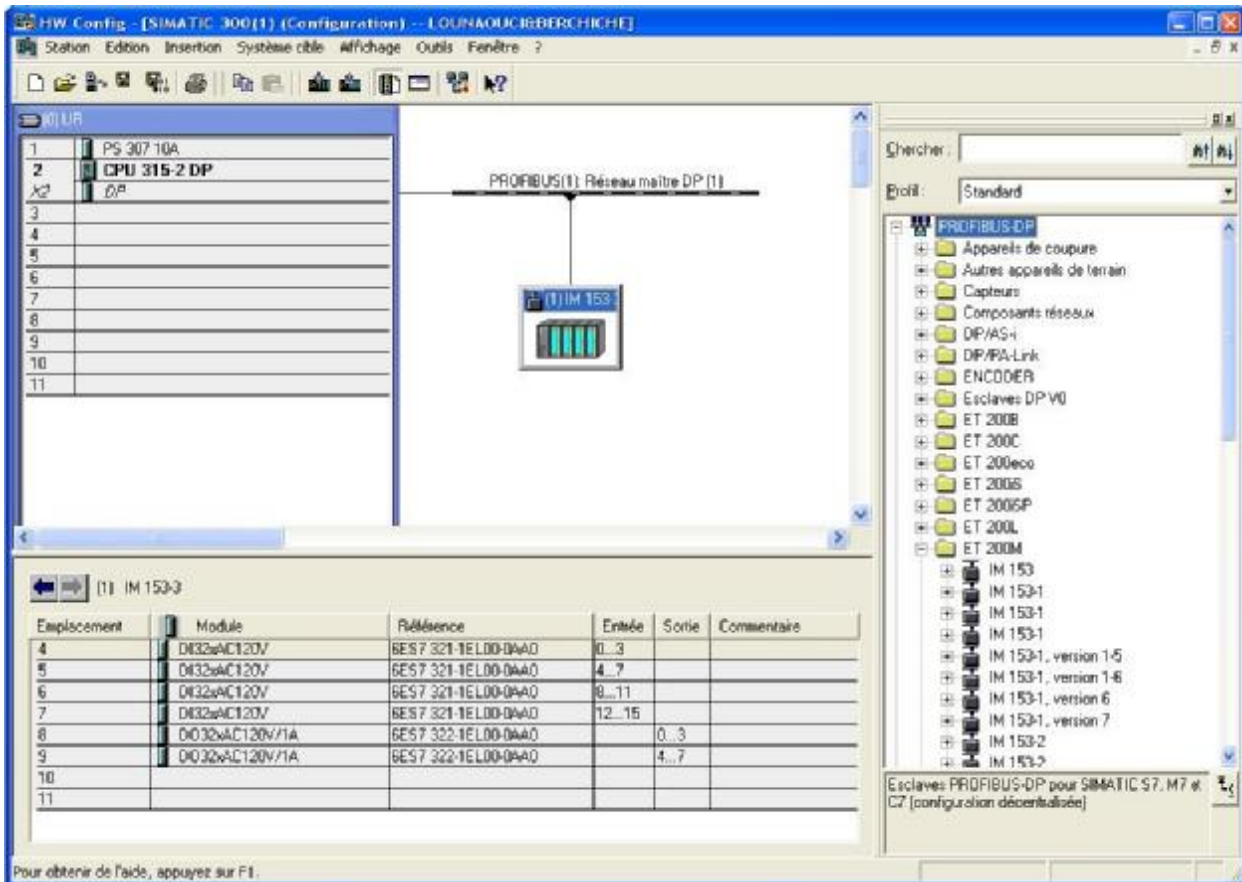 HW Config - [SIMATIC 300(1) (Configuration) -- LOUNAOUCI&BERCHICHE]
Station Edition Insertion Système cible Affichage Outils Fenêtre ?
(0) UR
1 PS 307 10A
2 CPU 315-2 DP
X2 DP
3
4
5
6
7
8
9
10
11
PROFIBUS(1): Réseau maître DP (1)
(1) IM 153-
Chercher :
Profil : Standard
PROFIBUS-DP
Appareils de coupure
Autres appareils de terrain
Capteurs
Composants réseaux
DP/AS-i
DP/PA-Link
ENCODER
Esclaves DP V0
ET 200B
ET 200C
ET 200eco
ET 200iS
ET 200iSP
ET 200L
ET 200M
IM 153
IM 153-1
IM 153-1
IM 153-1
IM 153-1, version 1-5
IM 153-1, version 1-6
IM 153-1, version 6
IM 153-1, version 7
IM 153-2
IM 153-2
Esclaves PROFIBUS-DP pour SIMATIC S7, M7 et
C7 (configuration décentralisée)
(1) IM 153-3
Emplacement Module Référence Entrée Sortie Commentaire
4 DI32xAC120V 6ES7 321-1EL00-0AA0 0...3
5 DI32xAC120V 6ES7 321-1EL00-0AA0 4...7
6 DI32xAC120V 6ES7 321-1EL00-0AA0 8...11
7 DI32xAC120V 6ES7 321-1EL00-0AA0 12...15
8 DO32xAC120V/1A 6ES7 322-1EL00-0AA0 0...3
9 DO32xAC120V/1A 6ES7 322-1EL00-0AA0 4...7
10
11
Pour obtenir de l'aide, appuyez sur F1.